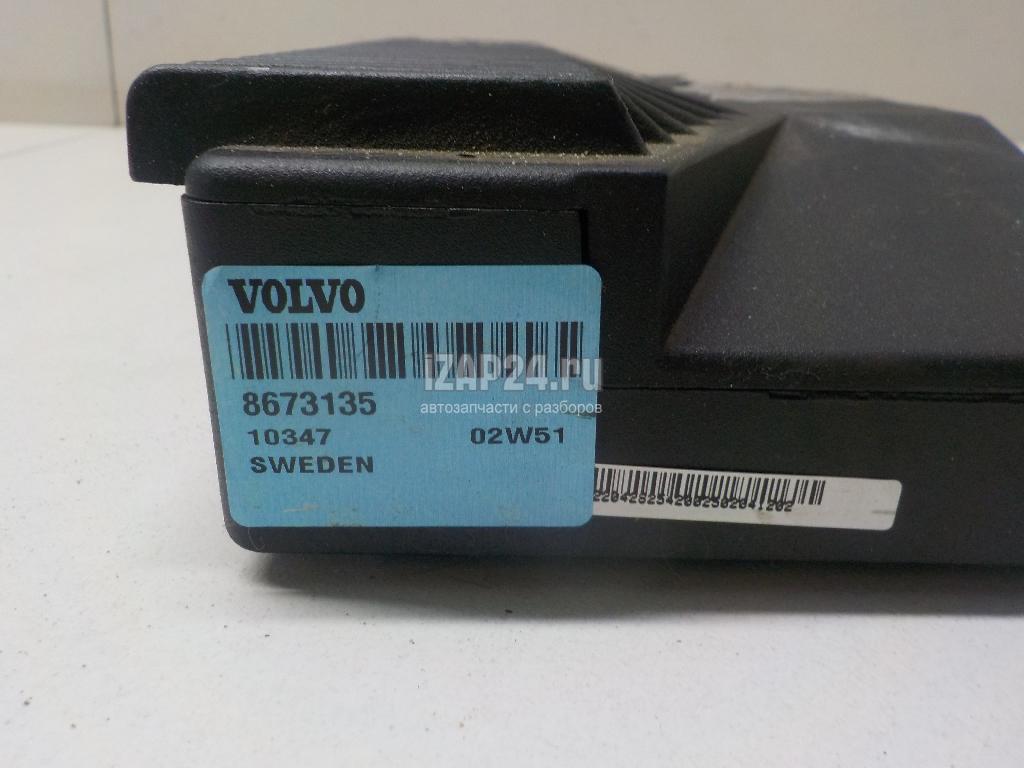 VOLVO
iZAP24.ru
8673135
автозапчасти с разборов
10347 02W51
SWEDEN